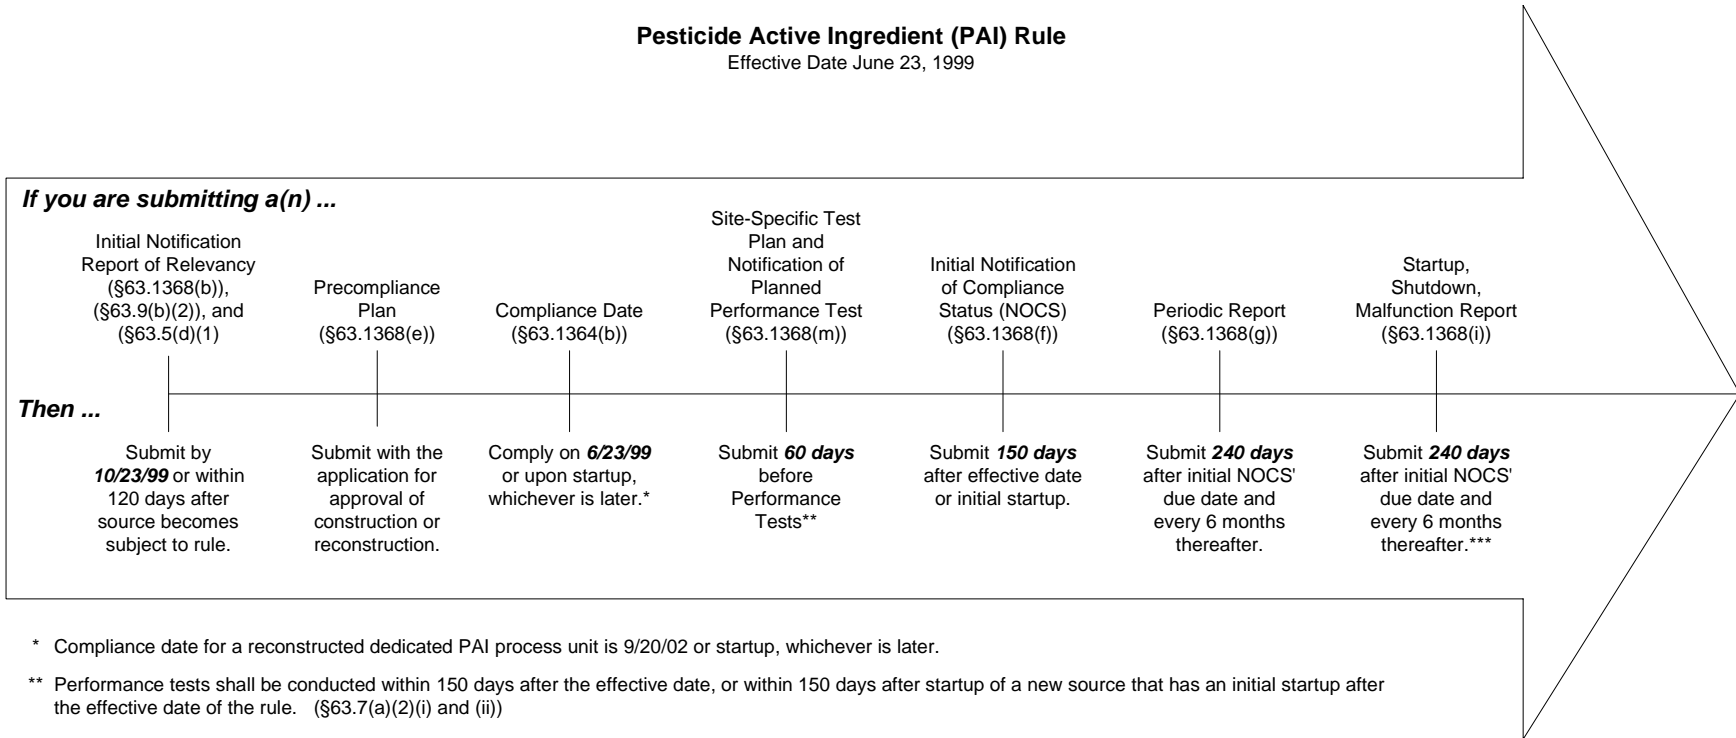 Pesticide Active Ingredient (PAI) Rule
Effective Date June 23, 1999
If you are submitting a(n) ...
Initial Notification
Report of Relevancy
(§63.1368(b)),
(§63.9(b)(2)), and
(§63.5(d)(1)
Precompliance
Plan
(§63.1368(e))
Compliance Date
(§63.1364(b))
Site-Specific Test
Plan and
Notification of
Planned
Performance Test
(§63.1368(m))
Initial Notification
of Compliance
Status (NOCS)
(§63.1368(f))
Periodic Report
(§63.1368(g))
Startup,
Shutdown,
Malfunction Report
(§63.1368(i))
Then ...
Submit by
10/23/99 or within
120 days after
source becomes
subject to rule.
Submit with the
application for
approval of
construction or
reconstruction.
Comply on 6/23/99
or upon startup,
whichever is later.*
Submit 60 days
before
Performance
Tests**
Submit 150 days
after effective date
or initial startup.
Submit 240 days
after initial NOCS'
due date and
every 6 months
thereafter.
Submit 240 days
after initial NOCS'
due date and
every 6 months
thereafter.***
* Compliance date for a reconstructed dedicated PAI process unit is 9/20/02 or startup, whichever is later.
** Performance tests shall be conducted within 150 days after the effective date, or within 150 days after startup of a new source that has an initial startup after
the effective date of the rule. (§63.7(a)(2)(i) and (ii))